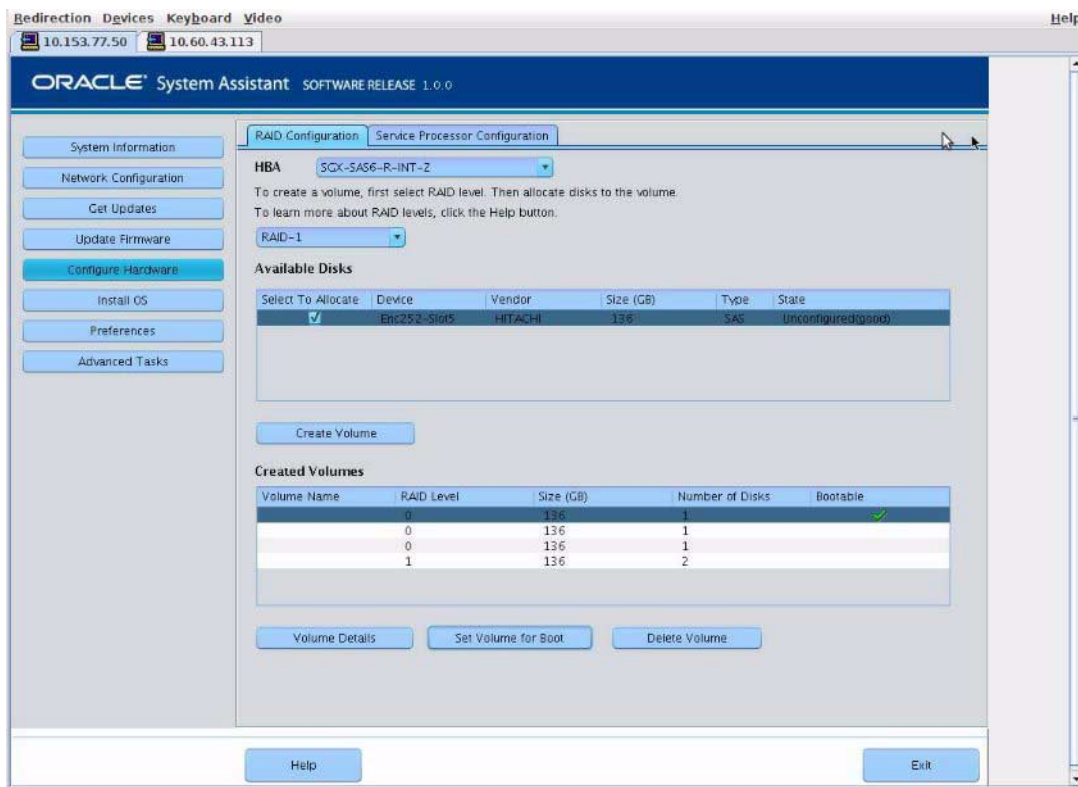 Redirection Devices Keyboard Video Help
10.153.77.50 10.60.43.113
ORACLE System Assistant SOFTWARE RELEASE 1.0.0
System Information
Network Configuration
Get Updates
Update Firmware
Configure Hardware
Install OS
Preferences
Advanced Tasks
RAID Configuration Service Processor Configuration
HBA SGX-SAS6-R-INT-Z
To create a volume, first select RAID level. Then allocate disks to the volume.
To learn more about RAID levels, click the Help button.
RAID-1
Available Disks
Select To Allocate Device Vendor Size (GB) Type State
Enc252-Slot5 HITACHI 136 SAS Unconfigured(good)
Create Volume
Created Volumes
Volume Name RAID Level Size (GB) Number of Disks Bootable
0 136 1
0 136 1
0 136 1
1 136 2
Volume Details Set Volume for Boot Delete Volume
Help Exit